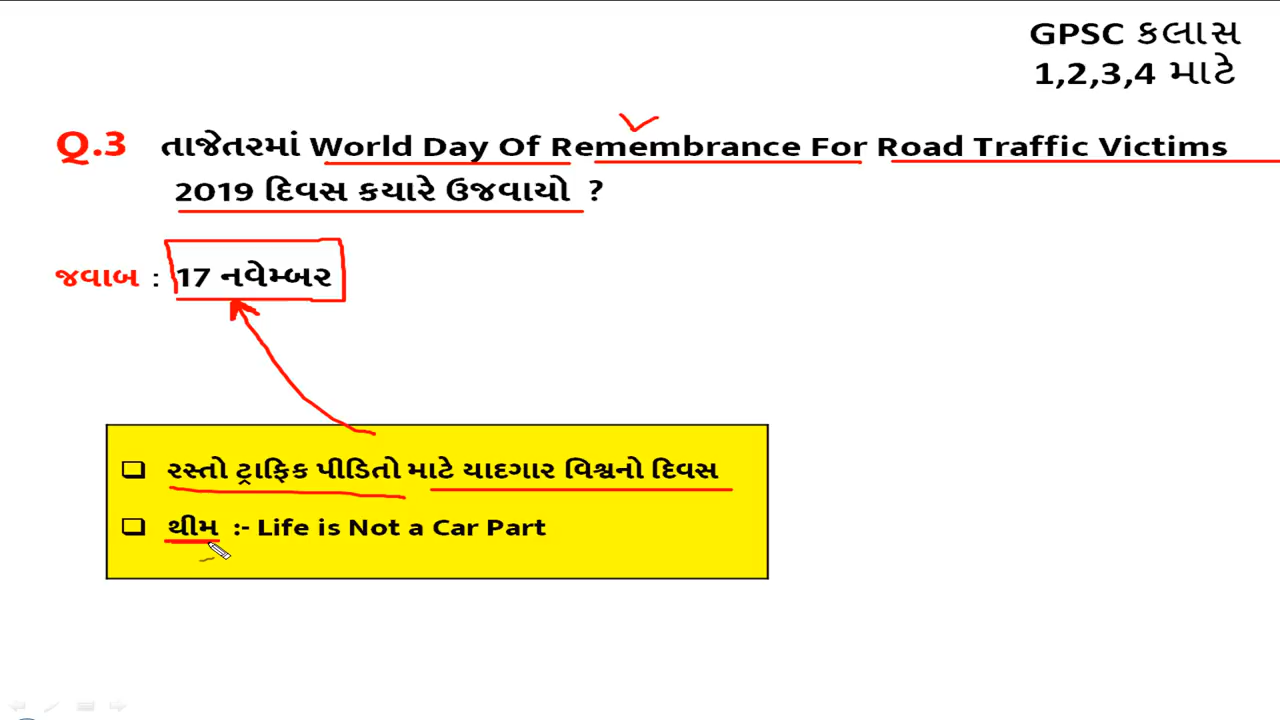 GPSC કલાસ
1,2,3,4 માટે
Q.3 તાજેતરમાં World Day Of Remembrance For Road Traffic Victims
2019 દિવસ કયારે ઉજવાયો ?
જવાબ : 17 નવેમ્બર
રસ્તો ટ્રાફિક પીડિતો માટે યાદગાર વિશ્વનો દિવસ
થીમ :- Life is Not a Car Part